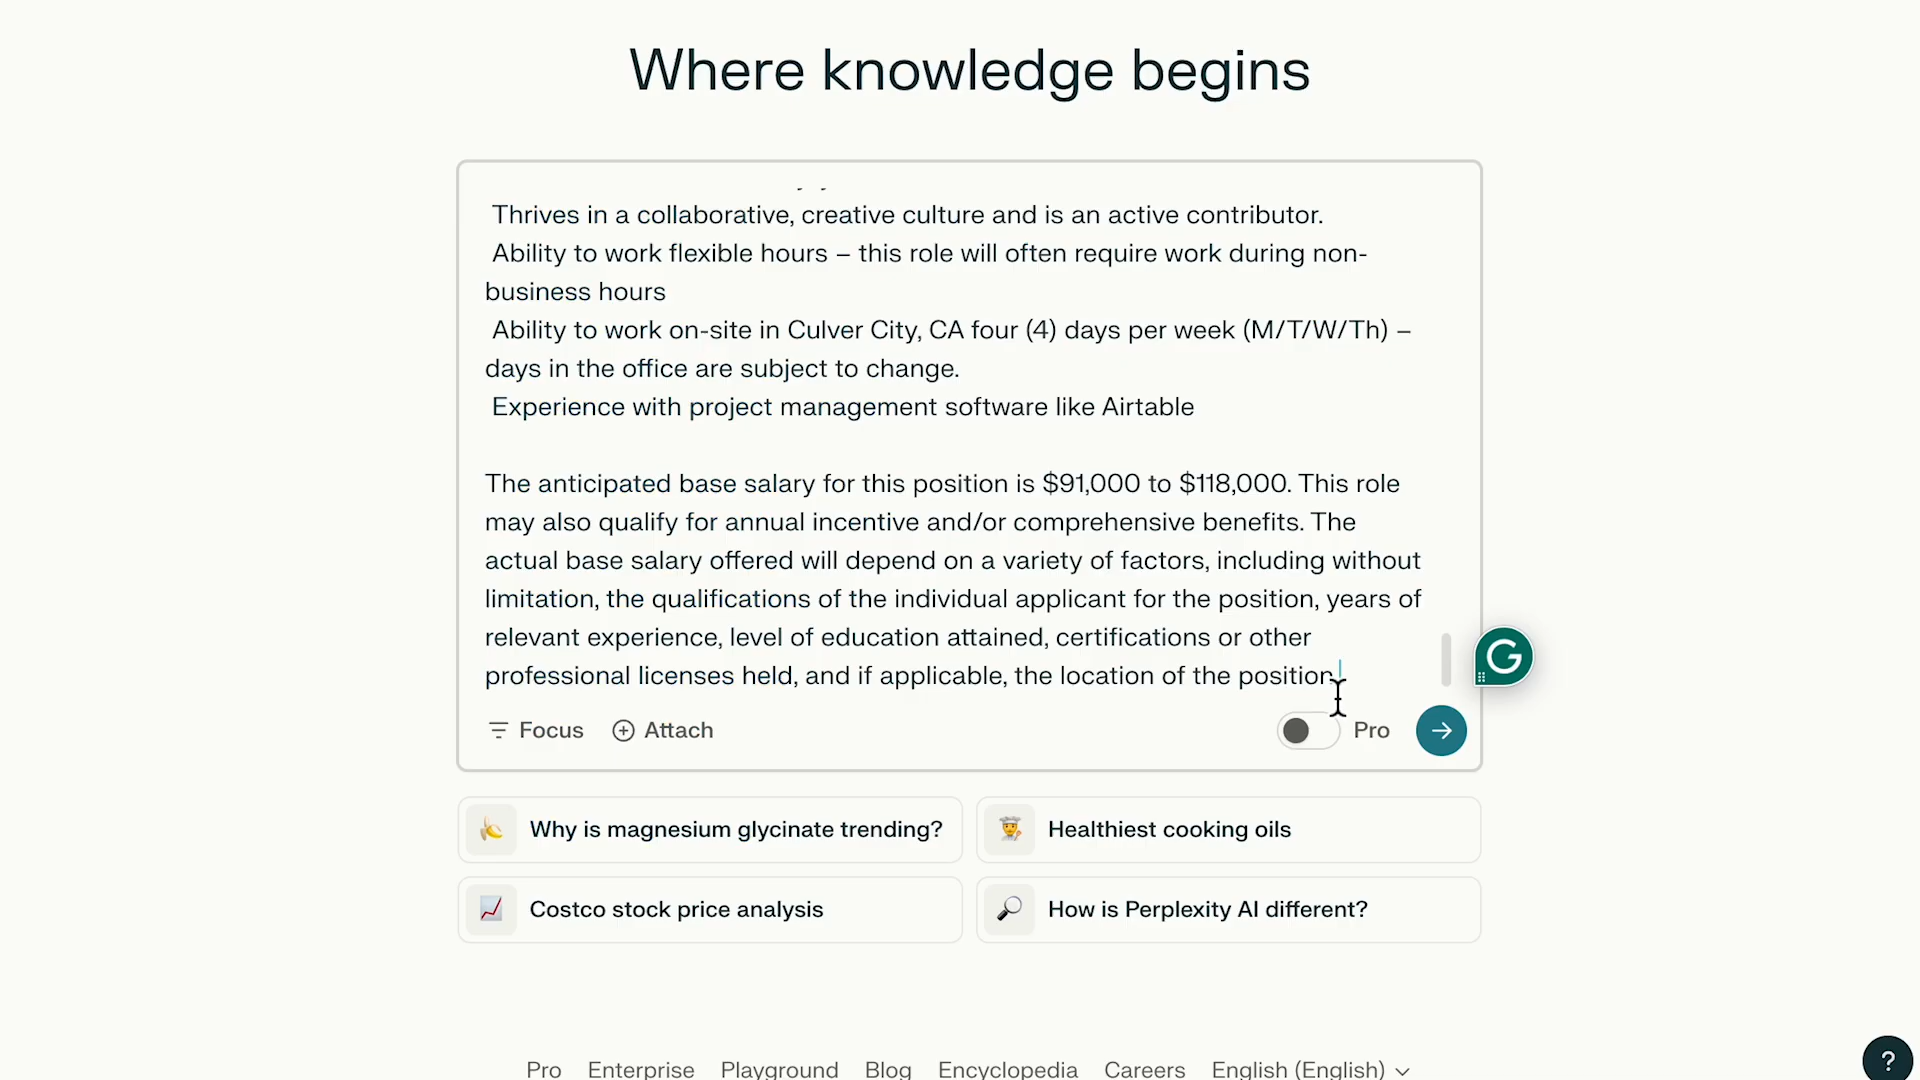 Where knowledge begins
Thrives in a collaborative, creative culture and is an active contributor.
Ability to work flexible hours – this role will often require work during non-
business hours
Ability to work on-site in Culver City, CA four (4) days per week (M/T/W/Th) –
days in the office are subject to change.
Experience with project management software like Airtable
The anticipated base salary for this position is $91,000 to $118,000. This role
may also qualify for annual incentive and/or comprehensive benefits. The
actual base salary offered will depend on a variety of factors, including without
limitation, the qualifications of the individual applicant for the position, years of
relevant experience, level of education attained, certifications or other
professional licenses held, and if applicable, the location of the position.
G
Focus Attach Pro
Why is magnesium glycinate trending? Healthiest cooking oils
Costco stock price analysis How is Perplexity AI different?
Pro Enterprise Playground Blog Encyclopedia Careers English (English)
?